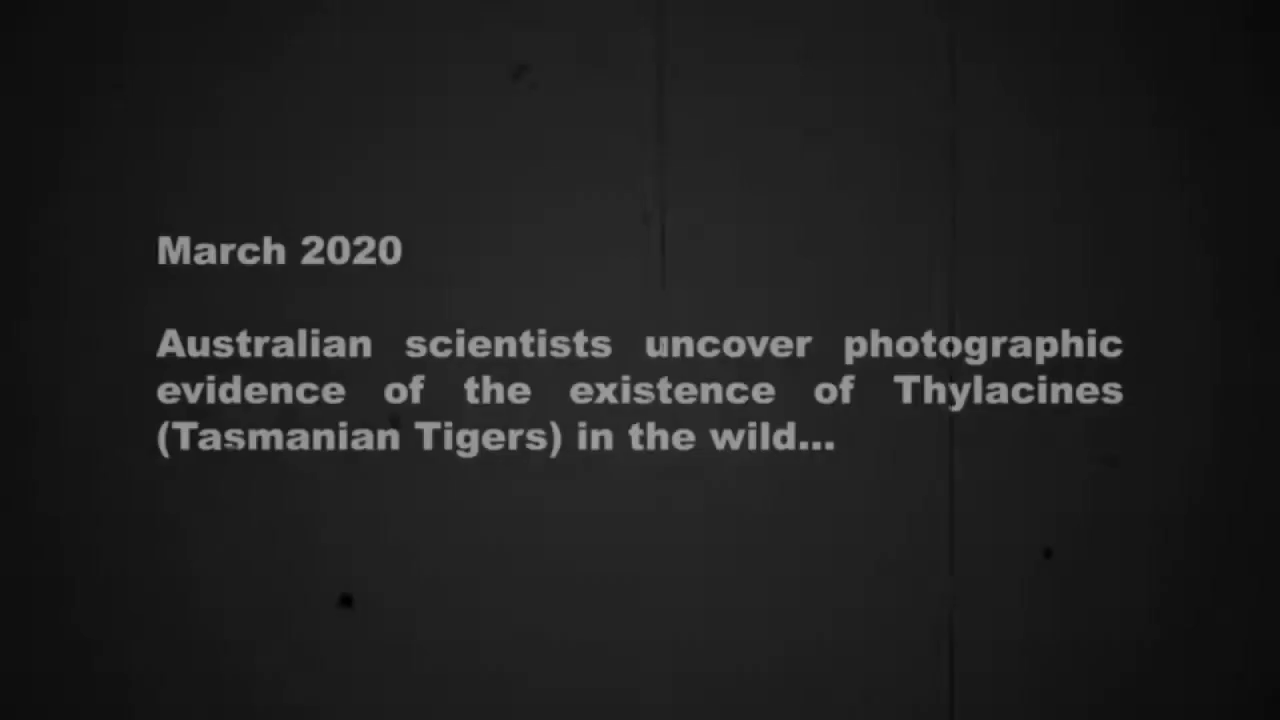 March 2020
Australian scientists uncover photographic
evidence of the existence of Thylacines
(Tasmanian Tigers) in the wild...